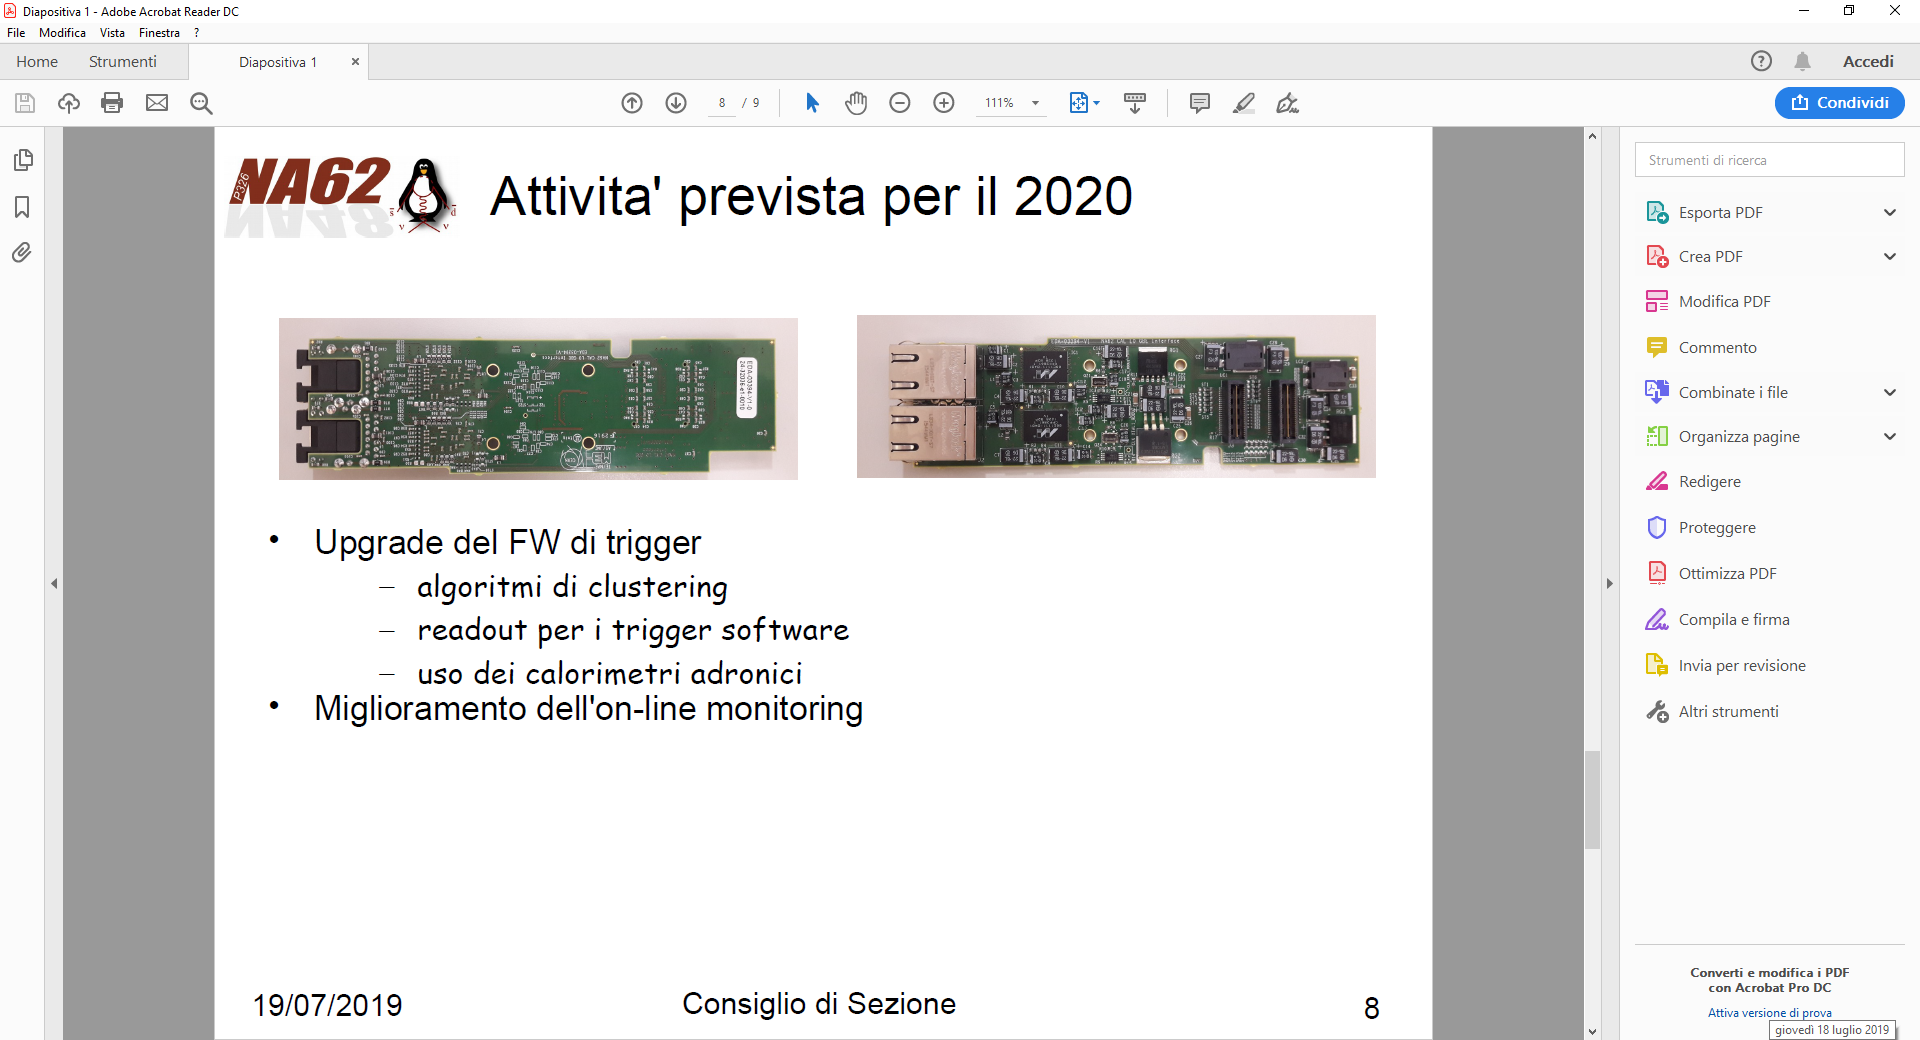 Diapositiva 1 - Adobe Acrobat Reader DC
File Modifica Vista Finestra ?
Home Strumenti Diapositiva 1 Accedi
8 / 9 111% Condividi
P326 NA62
NA48
Attivita' prevista per il 2020
• Upgrade del FW di trigger
– algoritmi di clustering
– readout per i trigger software
– uso dei calorimetri adronici
• Miglioramento dell'on-line monitoring
19/07/2019 Consiglio di Sezione 8
Strumenti di ricerca
Esporta PDF
Crea PDF
Modifica PDF
Commento
Combinate i file
Organizza pagine
Redigere
Proteggere
Ottimizza PDF
Compila e firma
Invia per revisione
Altri strumenti
Converti e modifica i PDF
con Acrobat Pro DC
Attiva versione di prova
giovedì 18 luglio 2019